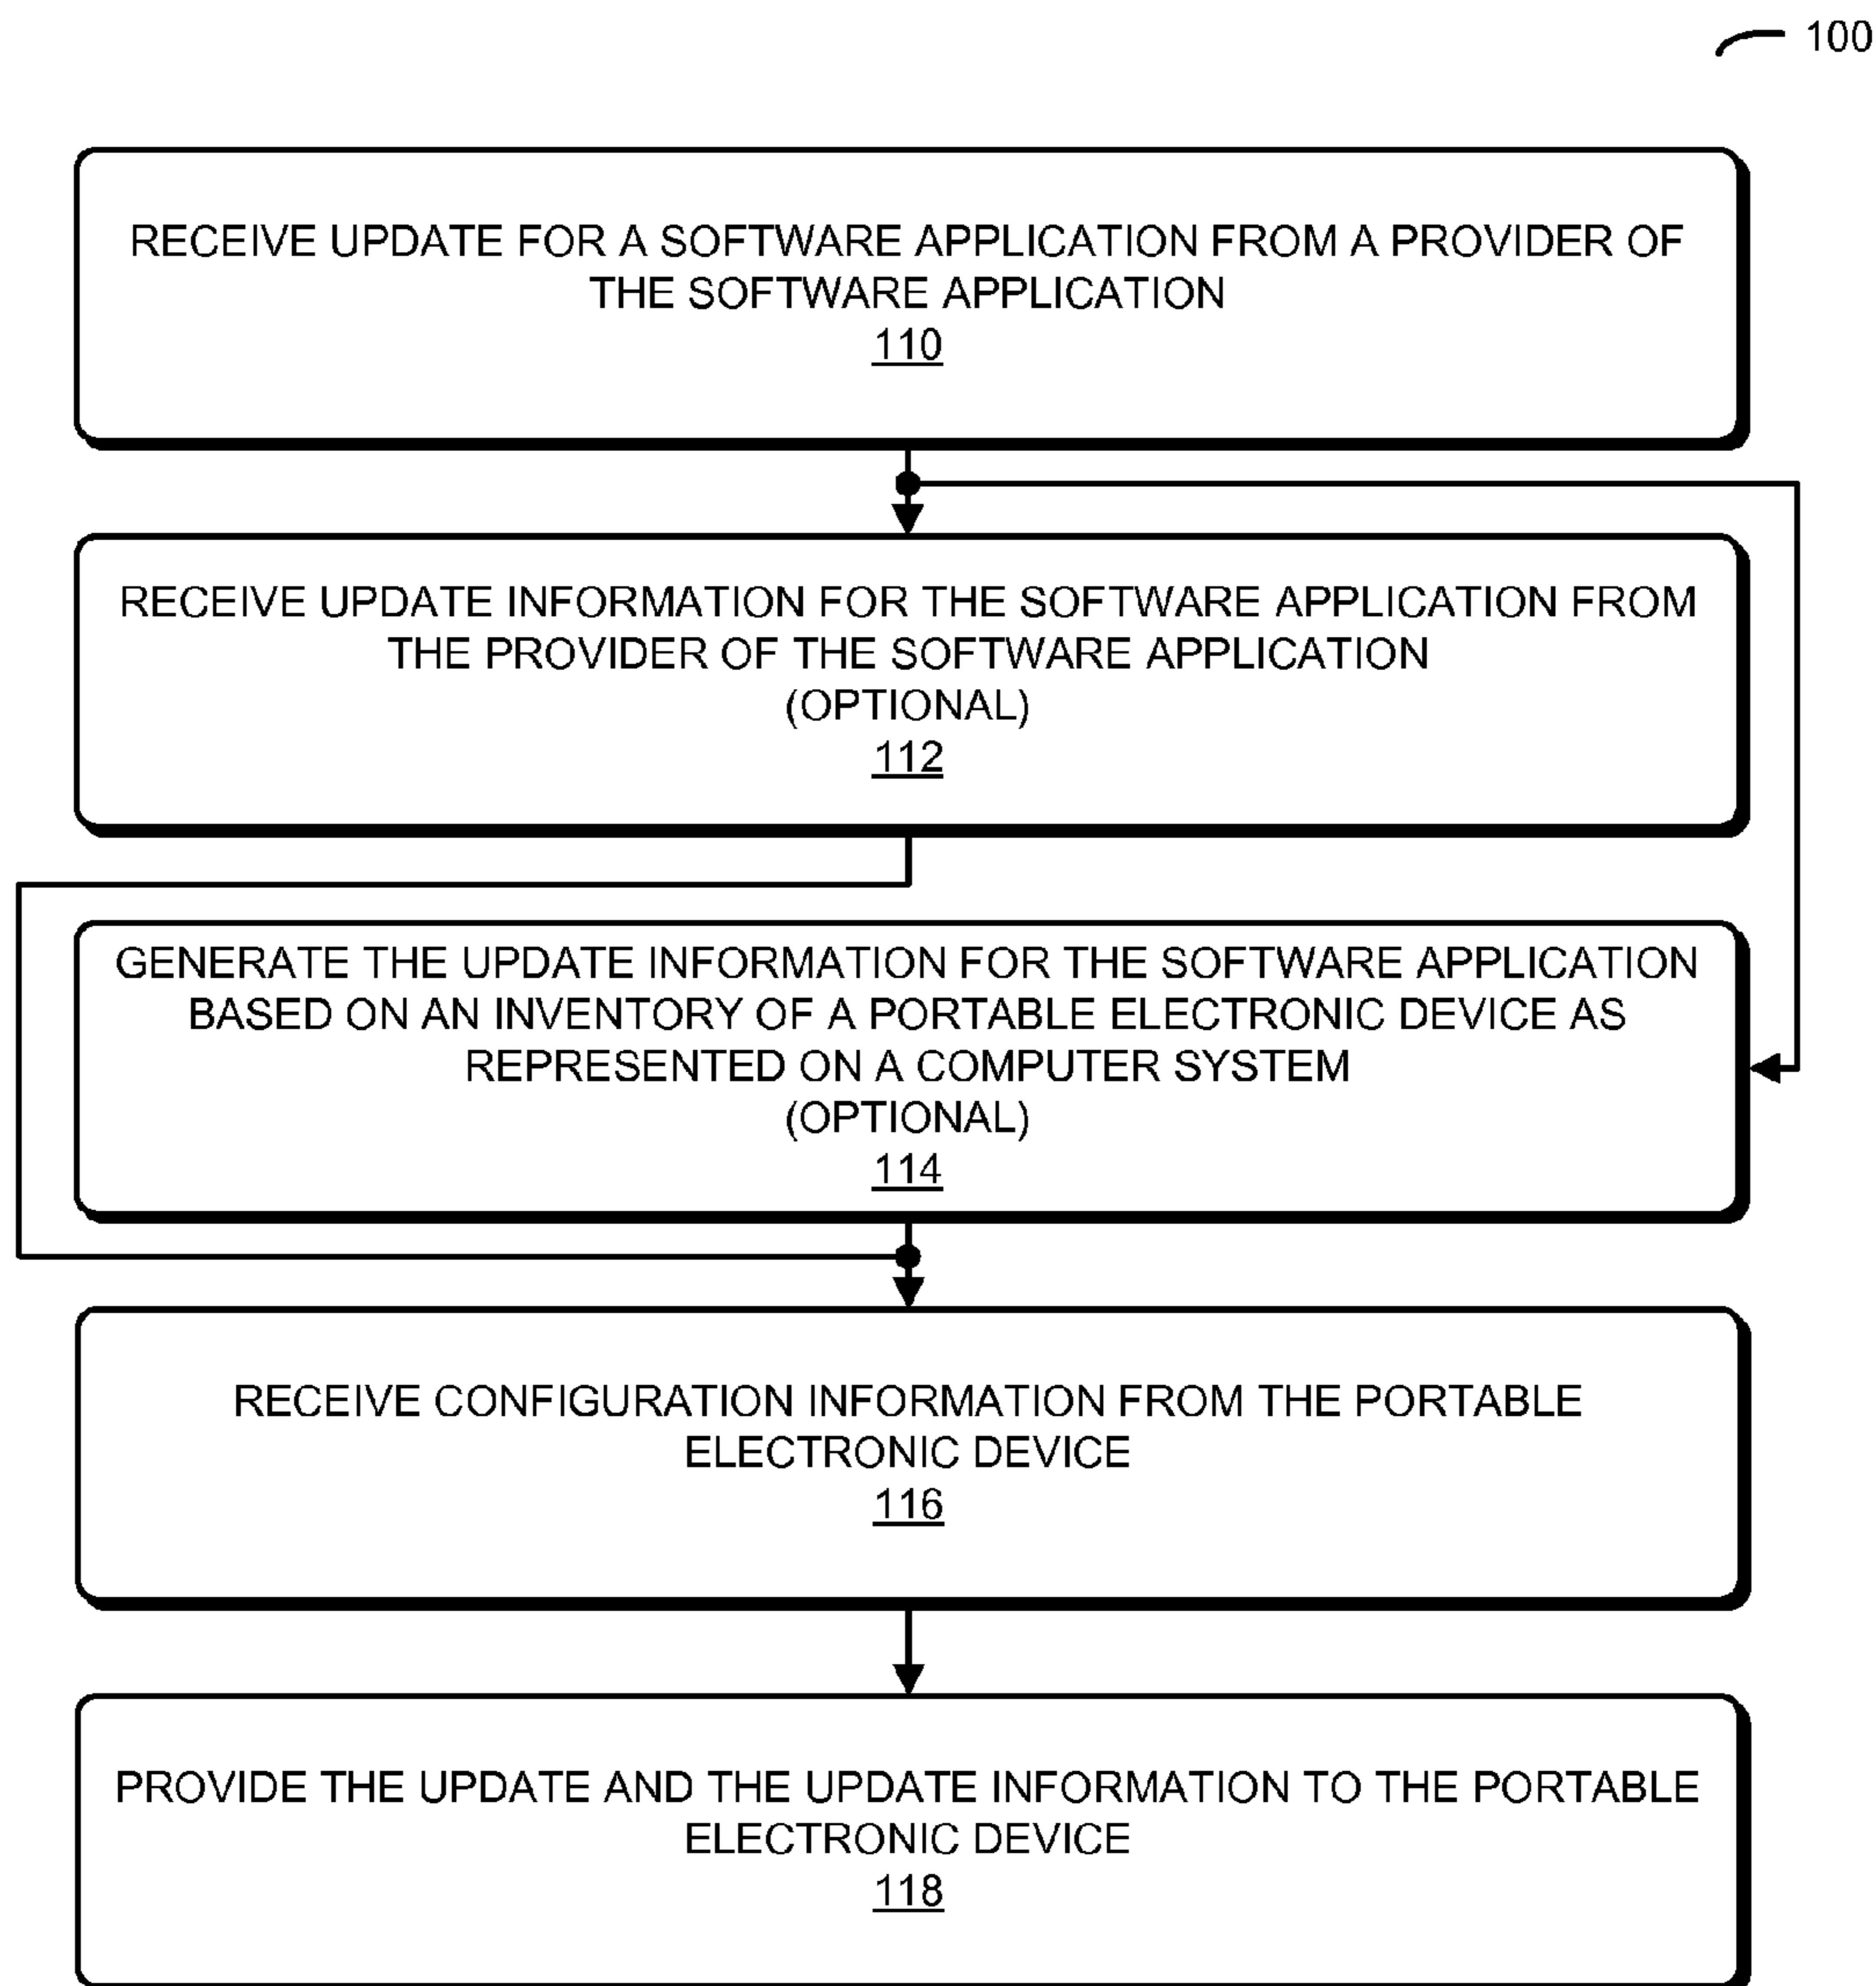 100
RECEIVE UPDATE FOR A SOFTWARE APPLICATION FROM A PROVIDER OF
THE SOFTWARE APPLICATION
110
RECEIVE UPDATE INFORMATION FOR THE SOFTWARE APPLICATION FROM
THE PROVIDER OF THE SOFTWARE APPLICATION
(OPTIONAL)
112
GENERATE THE UPDATE INFORMATION FOR THE SOFTWARE APPLICATION
BASED ON AN INVENTORY OF A PORTABLE ELECTRONIC DEVICE AS
REPRESENTED ON A COMPUTER SYSTEM
(OPTIONAL)
114
RECEIVE CONFIGURATION INFORMATION FROM THE PORTABLE
ELECTRONIC DEVICE
116
PROVIDE THE UPDATE AND THE UPDATE INFORMATION TO THE PORTABLE
ELECTRONIC DEVICE
118